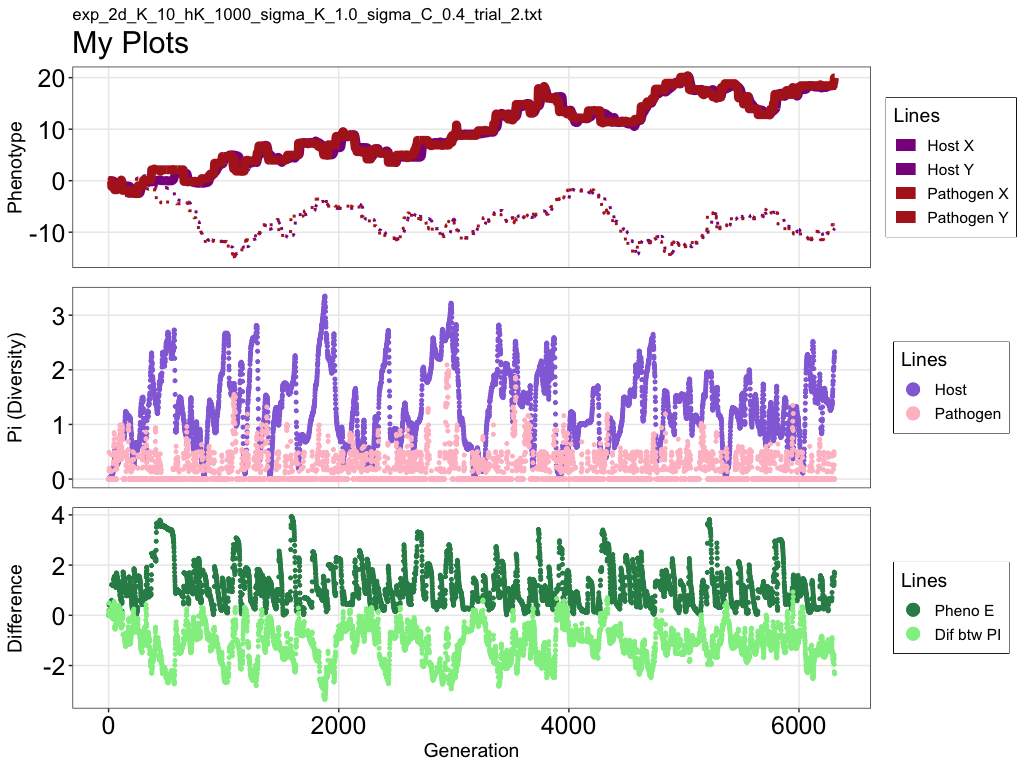 exp_2d_K_10_hK_1000_sigma_K_1.0_sigma_C_0.4_trial_2.txt
My Plots
20
10
0
-10
Phenotype
Lines
Host X
Host Y
Pathogen X
Pathogen Y
3
2
1
0
Pi (Diversity)
Lines
Host
Pathogen
4
2
0
-2
Difference
Lines
Pheno E
Dif btw PI
0 2000 4000 6000
Generation